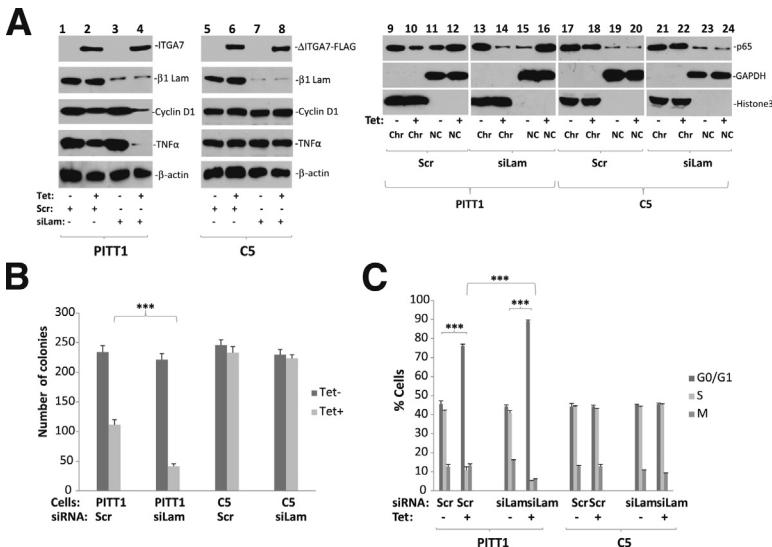 A
1 2 3 4 5 6 7 8
-ITGA7 -ΔITGA7-FLAG
-β1 Lam -β1 Lam
-Cyclin D1 -Cyclin D1
-TNFα -TNFα
-β-actin -β-actin
Tet: - + - + - + - +
Scr: + + - - + + - -
siLam: - - + + - - + +
PITT1 C5
9 10 11 12 13 14 15 16 17 18 19 20 21 22 23 24
-p65
-GAPDH
-Histone3
Tet: - + - + - + - + - + - + - + - +
Chr Chr NC NC Chr Chr NC NC Chr Chr NC NC Chr Chr NC NC
Scr siLam Scr siLam
PITT1 C5
B
Number of colonies
300
250
200
150
100
50
0
***
Tet-
Tet+
Cells: PITT1 PITT1 C5 C5
siRNA: Scr siLam Scr siLam
C
% Cells
100
90
80
70
60
50
40
30
20
10
0
***
*** ***
G0/G1
S
M
siRNA: Scr Scr siLam siLam Scr Scr siLam siLam
Tet: - + - + - + - +
PITT1 C5